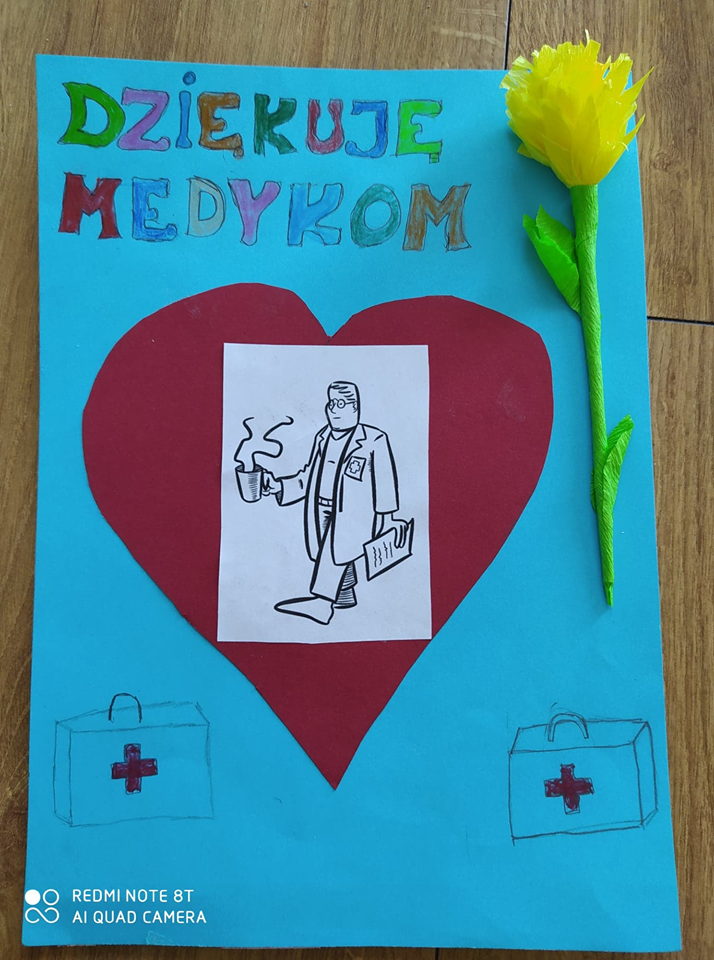 DZIĘKUJĘ
MEDYKOM
REDMI NOTE 8T
AI QUAD CAMERA